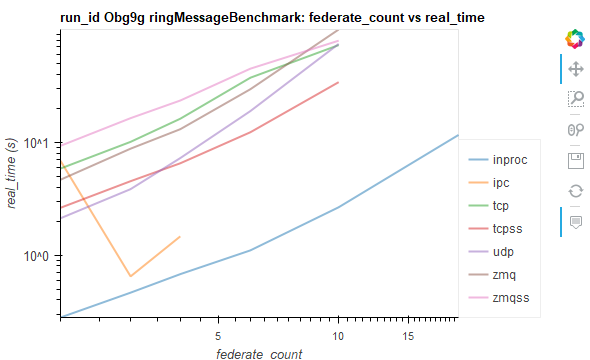 run_id Obg9g ringMessageBenchmark: federate_count vs real_time
real_time (s)
10^1
10^0
5
10
15
federate_count
inproc
ipc
tcp
tcpss
udp
zmq
zmqss